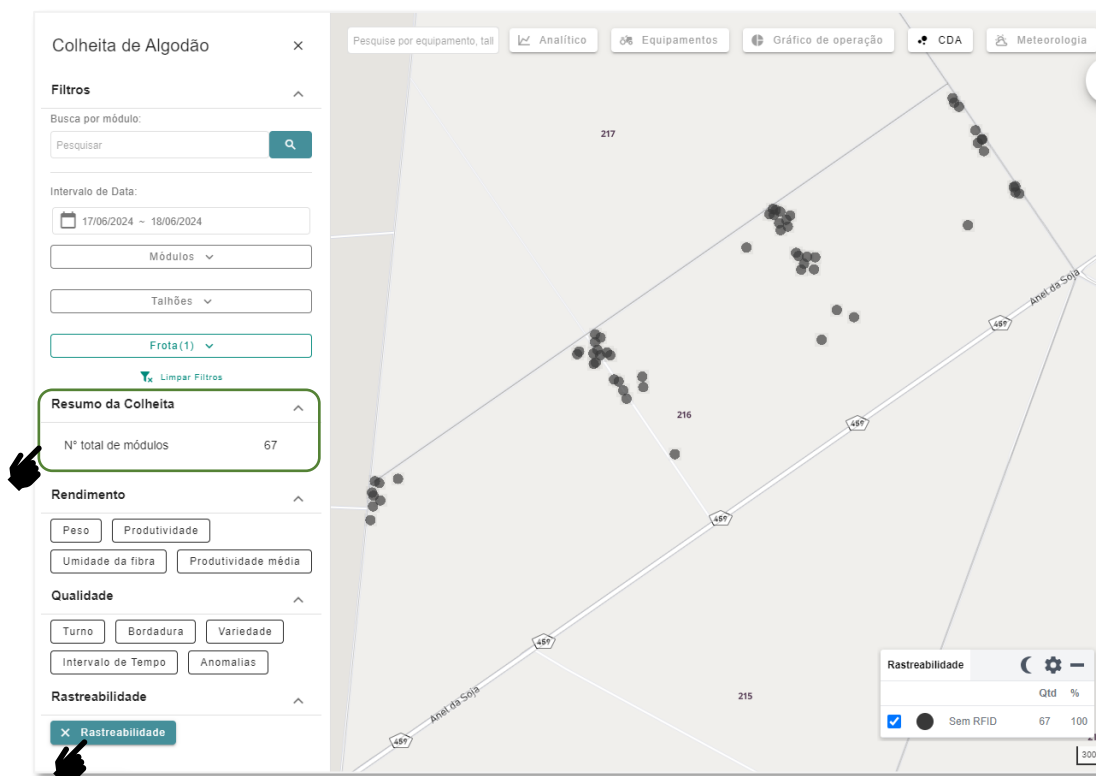 Colheita de Algodão ×
Filtros
Busca por módulo:
Pesquisar
Intervalo de Data:
17/06/2024 ~ 18/06/2024
Módulos
Talhões
Frota(1)
Limpar Filtros
Resumo da Colheita
N° total de módulos 67
Rendimento
Peso Produtividade
Umidade da fibra Produtividade média
Qualidade
Turno Bordadura Variedade
Intervalo de Tempo Anomalias
Rastreabilidade
× Rastreabilidade
Pesquise por equipamento, tall Analítico Equipamentos Gráfico de operação CDA Meteorologia
217
Anel da Soja
459
459
216
459
459
215
Anel da Soja
459
Rastreabilidade
Qtd %
Sem RFID 67 100
300